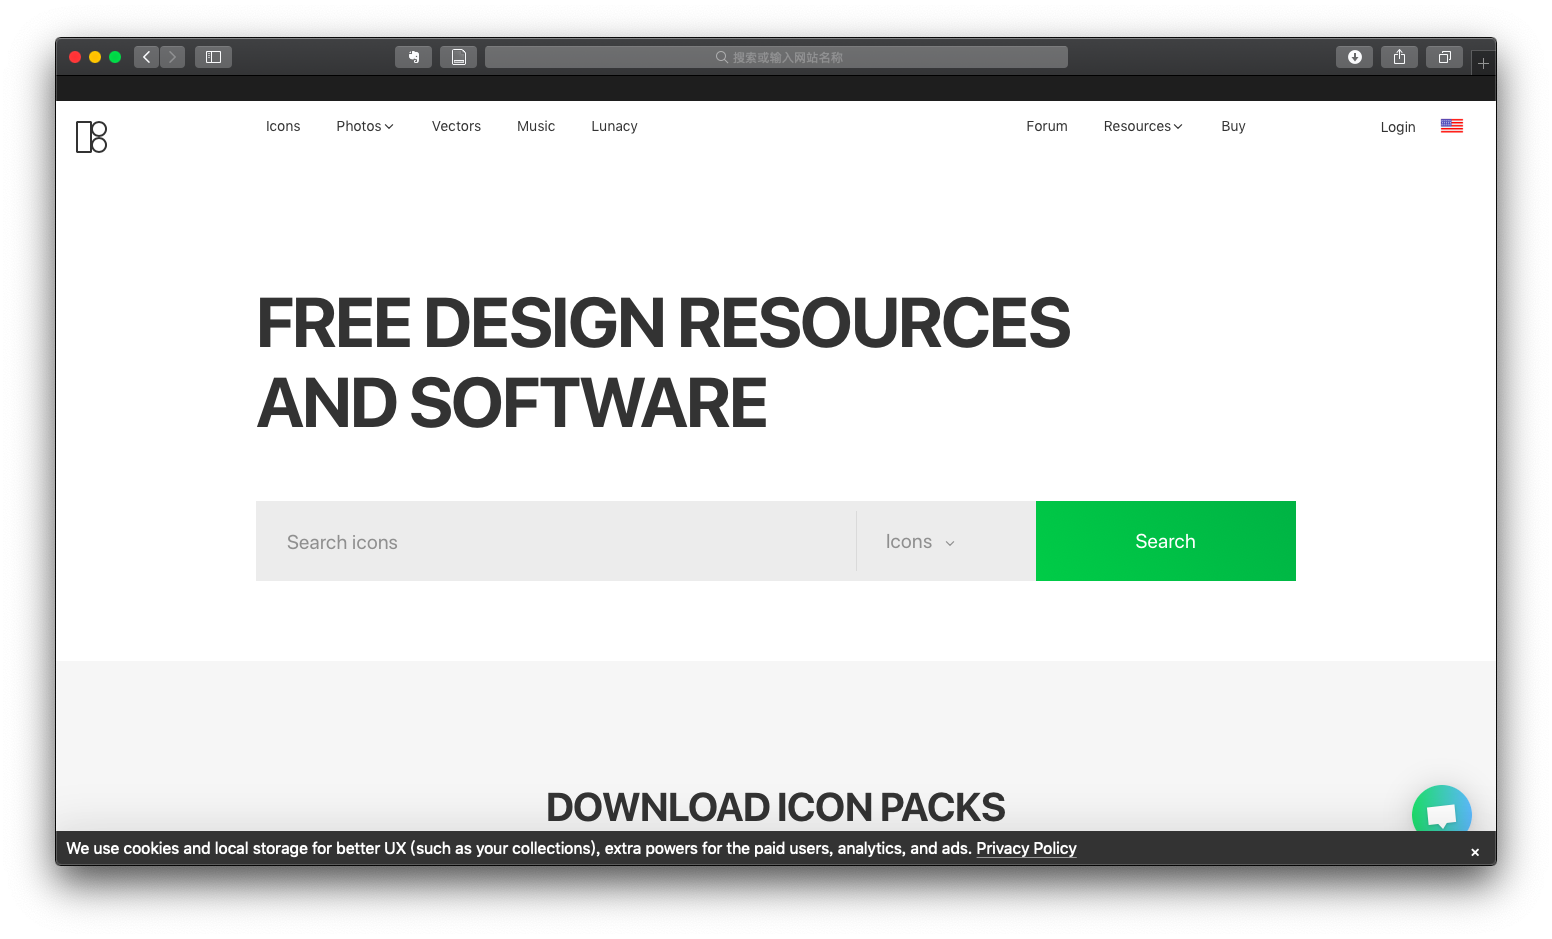 搜索或输入网站名称
Icons Photos Vectors Music Lunacy Forum Resources Buy Login
FREE DESIGN RESOURCES
AND SOFTWARE
Search icons Icons Search
DOWNLOAD ICON PACKS
We use cookies and local storage for better UX (such as your collections), extra powers for the paid users, analytics, and ads. Privacy Policy ×